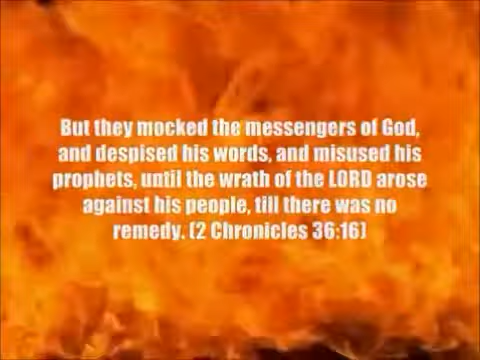 But they mocked the messengers of God,
and despised his words, and misused his
prophets, until the wrath of the LORD arose
against his people, till there was no
remedy. (2 Chronicles 36:16)